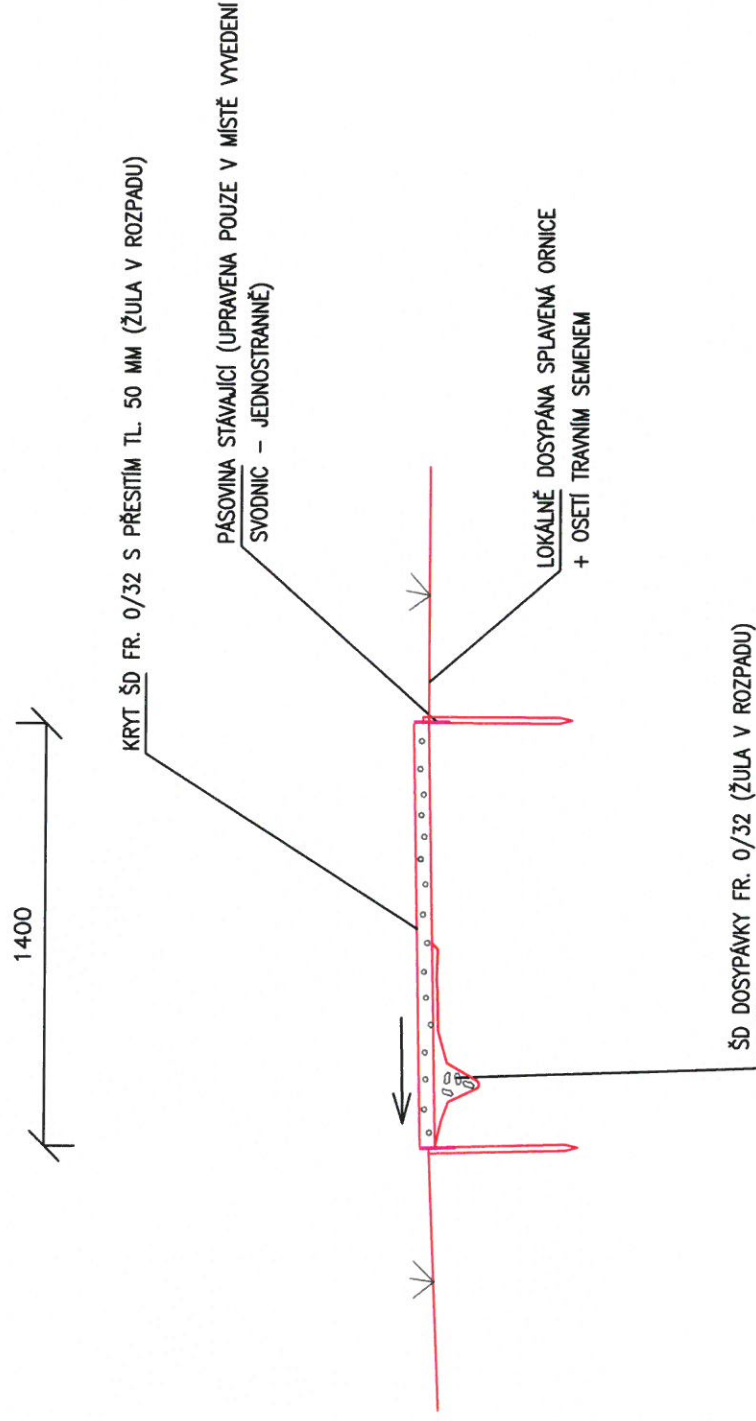 1400
KRYT ŠD FR. 0/32 S PŘESITÍM TL. 50 MM (ŽULA V ROZPADU)
PÁSOVINA STÁVAJÍCÍ (UPRAVENA POUZE V MÍSTĚ VYVEDENÍ
SVODNIC – JEDNOSTRANNĚ)
LOKÁLNĚ DOSYPÁNA SPLAVENÁ ORNICE
+ OSETÍ TRAVNÍM SEMENEM
ŠD DOSYPÁVKY FR. 0/32 (ŽULA V ROZPADU)